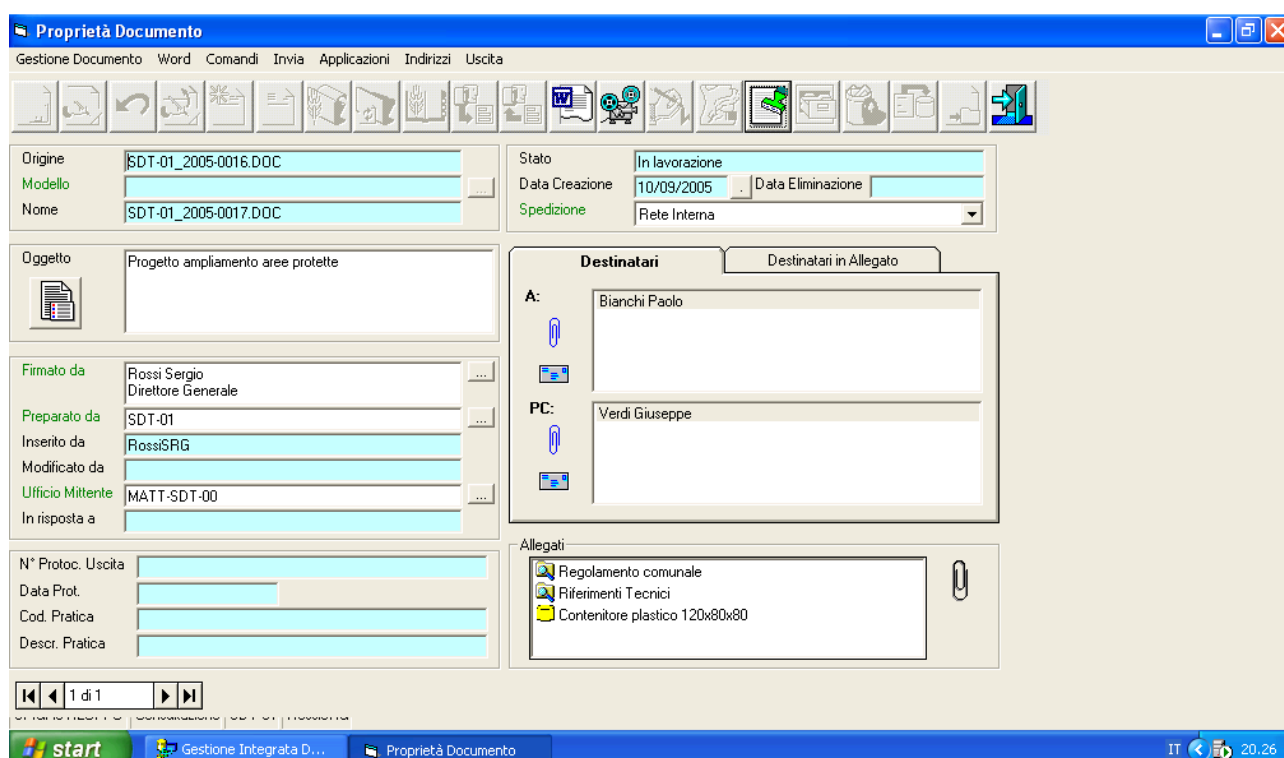 Proprietà Documento
Gestione Documento Word Comandi Invia Applicazioni Indirizzi Uscita
Origine SDT-01_2005-0016.DOC
Modello ...
Nome SDT-01_2005-0017.DOC
Stato In lavorazione
Data Creazione 10/09/2005 . Data Eliminazione
Spedizione Rete Interna
Oggetto Progetto ampliamento aree protette
Destinatari Destinatari in Allegato
A: Bianchi Paolo
PC: Verdi Giuseppe
Firmato da Rossi Sergio ...
Direttore Generale
Preparato da SDT-01 ...
Inserito da RossiSRG
Modificato da
Ufficio Mittente MATT-SDT-00 ...
In risposta a
N° Protoc. Uscita
Data Prot.
Cod. Pratica
Descr. Pratica
Allegati
Regolamento comunale
Riferimenti Tecnici
Contenitore plastico 120x80x80
1 di 1
start Gestione Integrata D... Proprietà Documento IT 20.26